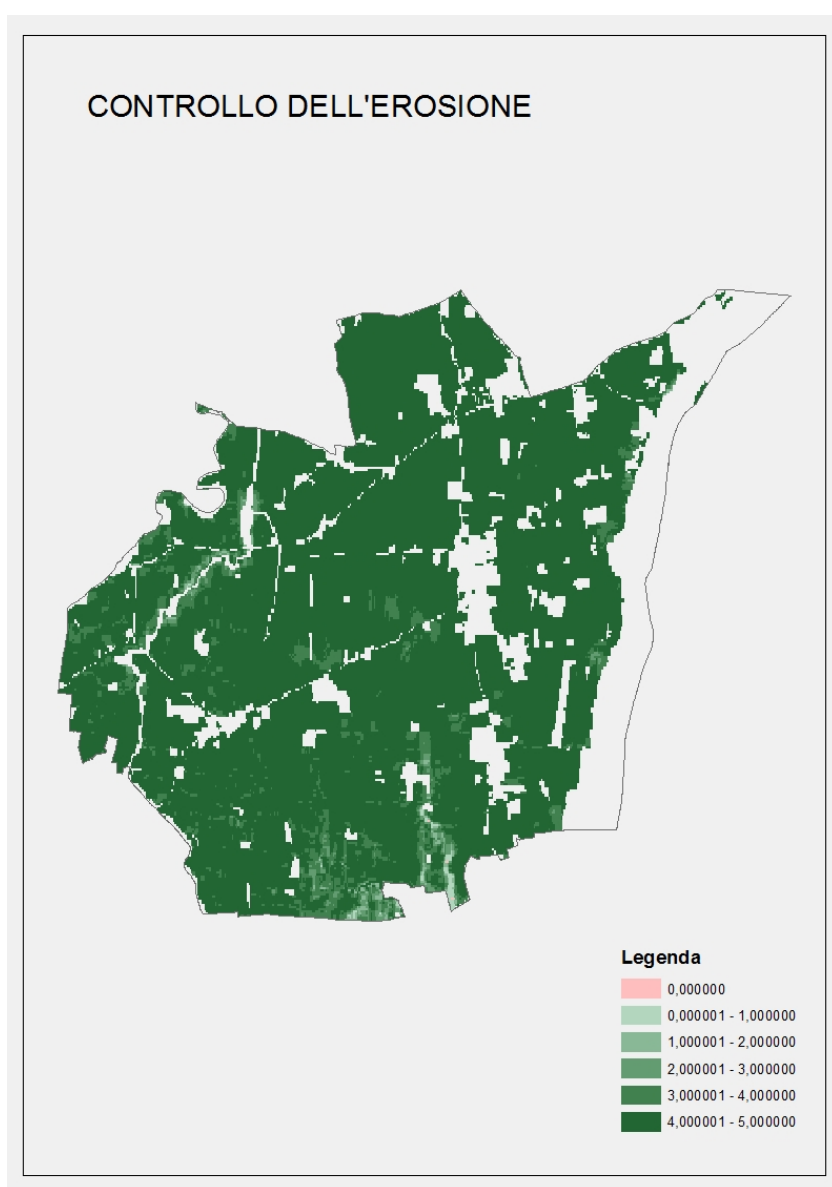 CONTROLLO DELL'EROSIONE
Legenda
0,000000
0,000001 - 1,000000
1,000001 - 2,000000
2,000001 - 3,000000
3,000001 - 4,000000
4,000001 - 5,000000